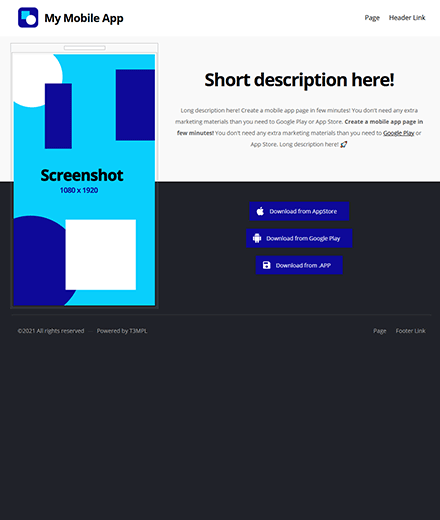 My Mobile App
Page Header Link
Short description here!
Long description here! Create a mobile app page in few minutes! You don't need any extra
marketing materials than you need to Google Play or App Store. Create a mobile app page in
few minutes! You don't need any extra marketing materials than you need to Google Play or
App Store. Long description here! 🚀
Screenshot
1080 x 1920
Download from AppStore
Download from Google Play
Download from .APP
©2021 All rights reserved Powered by T3MPL
Page Footer Link